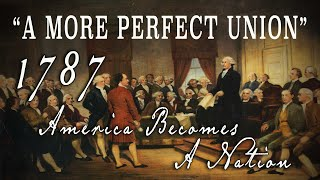 “A MORE PERFECT UNION”
1787
America Becomes
A Nation